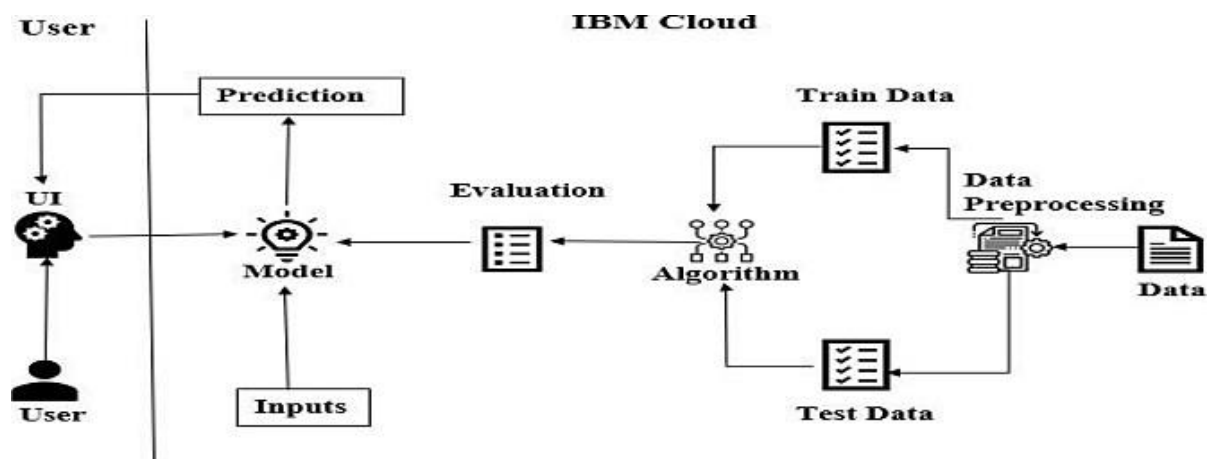 User
IBM Cloud
Prediction
Train Data
Evaluation
Data
Preprocessing
UI
Model
Algorithm
Data
User
Inputs
Test Data